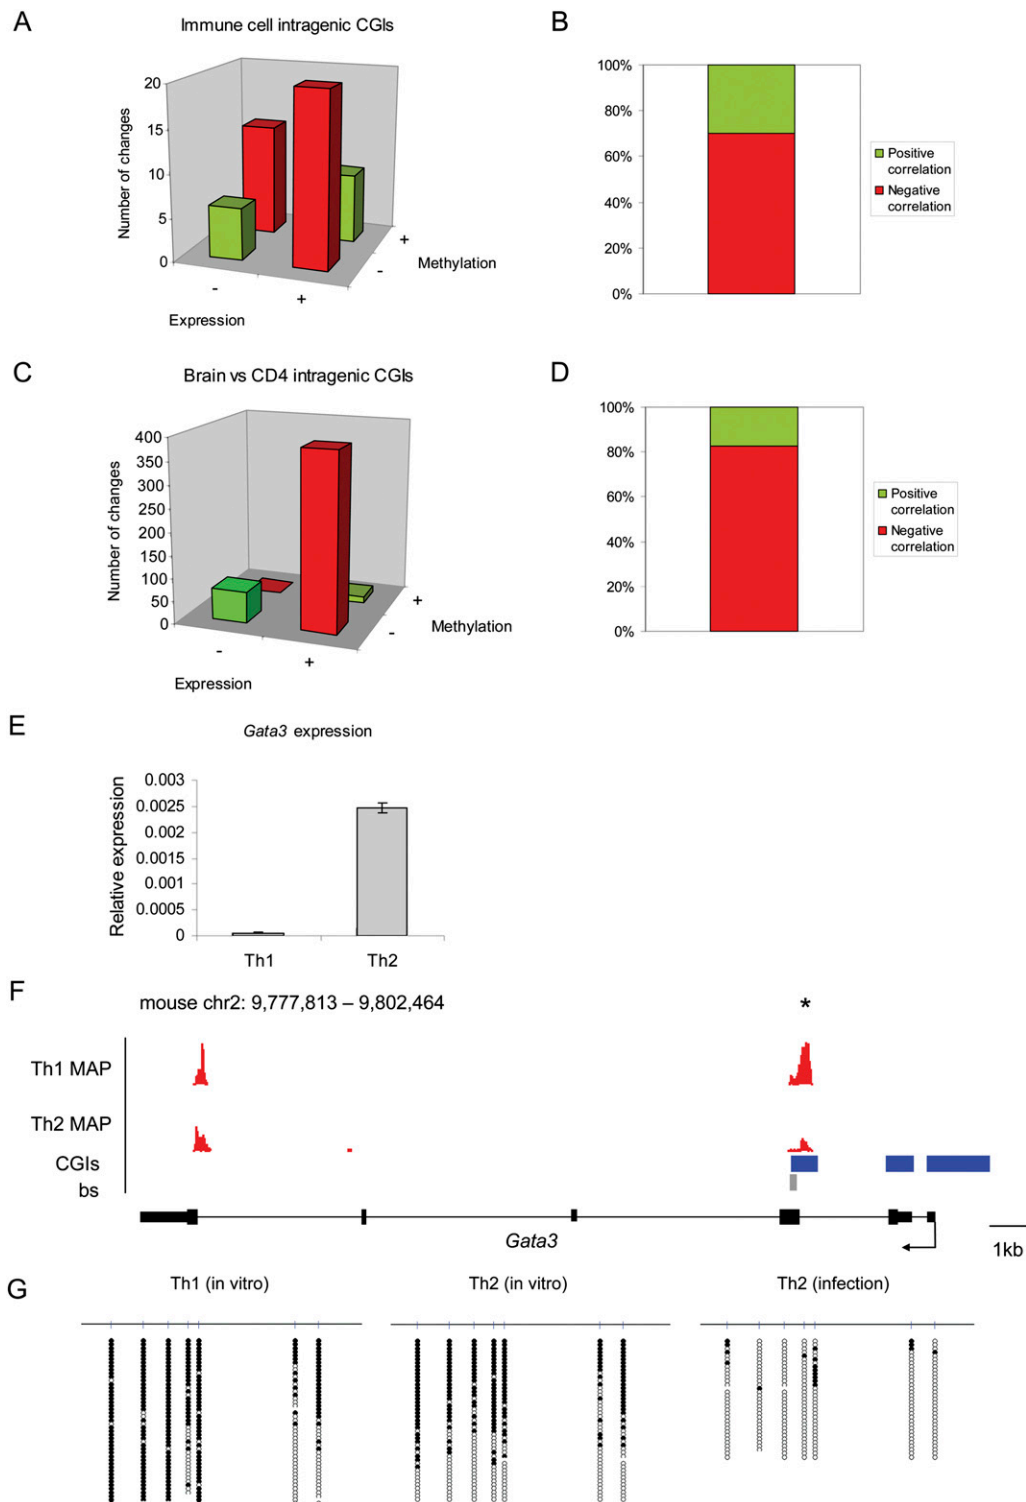 A
Immune cell intragenic CGIs
Number of changes
20
15
10
5
0
-
+
Expression
+
-
Methylation
B
100%
80%
60%
40%
20%
0%
Positive
correlation
Negative
correlation
C
Brain vs CD4 intragenic CGIs
Number of changes
400
350
300
250
200
150
100
50
0
-
+
Expression
+
-
Methylation
D
100%
80%
60%
40%
20%
0%
Positive
correlation
Negative
correlation
E
Gata3 expression
Relative expression
0.003
0.0025
0.002
0.0015
0.001
0.0005
0
Th1
Th2
F
mouse chr2: 9,777,813 – 9,802,464
*
Th1 MAP
Th2 MAP
CGIs
bs
Gata3
1kb
G
Th1 (in vitro)
Th2 (in vitro)
Th2 (infection)